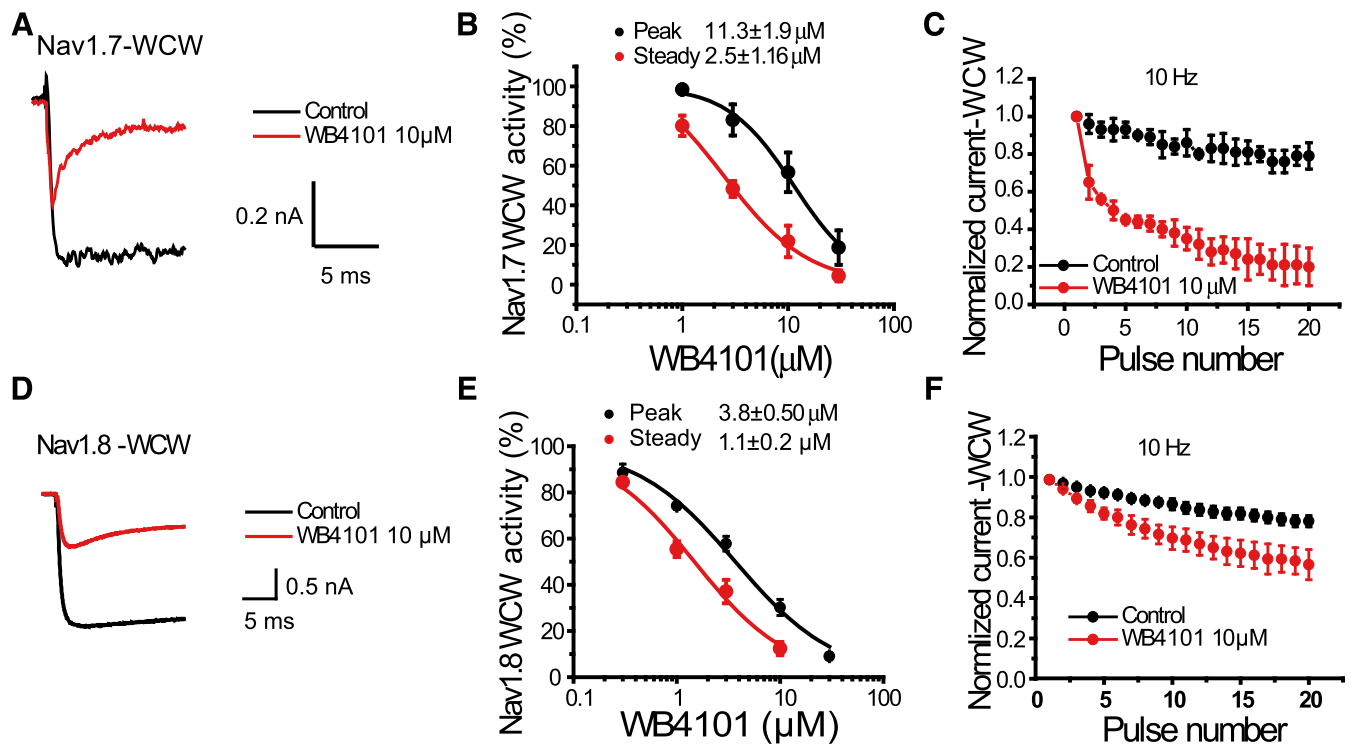 A
Nav1.7-WCW
Control
WB4101 10μM
0.2 nA
5 ms
B
Peak 11.3±1.9 μM
Steady 2.5±1.16 μM
Nav1.7 WCW activity (%)
100
80
60
40
20
0
0.1 1 10 100
WB4101(μM)
C
10 Hz
Normalized current-WCW
1.2
1.0
0.8
0.6
0.4
0.2
0.0
Control
WB4101 10 μM
0 5 10 15 20
Pulse number
D
Nav1.8 -WCW
Control
WB4101 10 μM
0.5 nA
5 ms
E
Peak 3.8±0.50 μM
Steady 1.1±0.2 μM
Nav1.8 WCW activity (%)
100
80
60
40
20
0
0.1 1 10 100
WB4101 (μM)
F
10 Hz
Normlized current -WCW
1.2
1.0
0.8
0.6
0.4
0.2
0.0
Control
WB4101 10μM
0 5 10 15 20
Pulse number